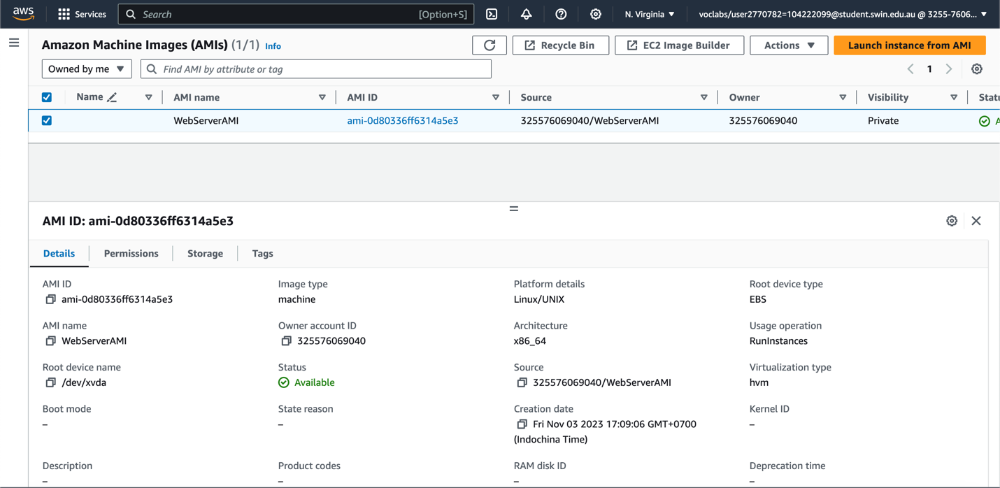 aws Services Search [Option+S] N. Virginia voclabs/user2770782=104222099@student.swin.edu.au @ 3255-7606...
Amazon Machine Images (AMIs) (1/1) Info Recycle Bin EC2 Image Builder Actions Launch instance from AMI
Owned by me Find AMI by attribute or tag 1
Name AMI name AMI ID Source Owner Visibility Statu
WebServerAMI ami-0d80336ff6314a5e3 325576069040/WebServerAMI 325576069040 Private A
AMI ID: ami-0d80336ff6314a5e3
Details Permissions Storage Tags
AMI ID Image type Platform details Root device type
ami-0d80336ff6314a5e3 machine Linux/UNIX EBS
AMI name Owner account ID Architecture Usage operation
WebServerAMI 325576069040 x86_64 RunInstances
Root device name Status Source Virtualization type
/dev/xvda Available 325576069040/WebServerAMI hvm
Boot mode State reason Creation date Kernel ID
– – Fri Nov 03 2023 17:09:06 GMT+0700 –
(Indochina Time)
Description Product codes RAM disk ID Deprecation time
– – – –